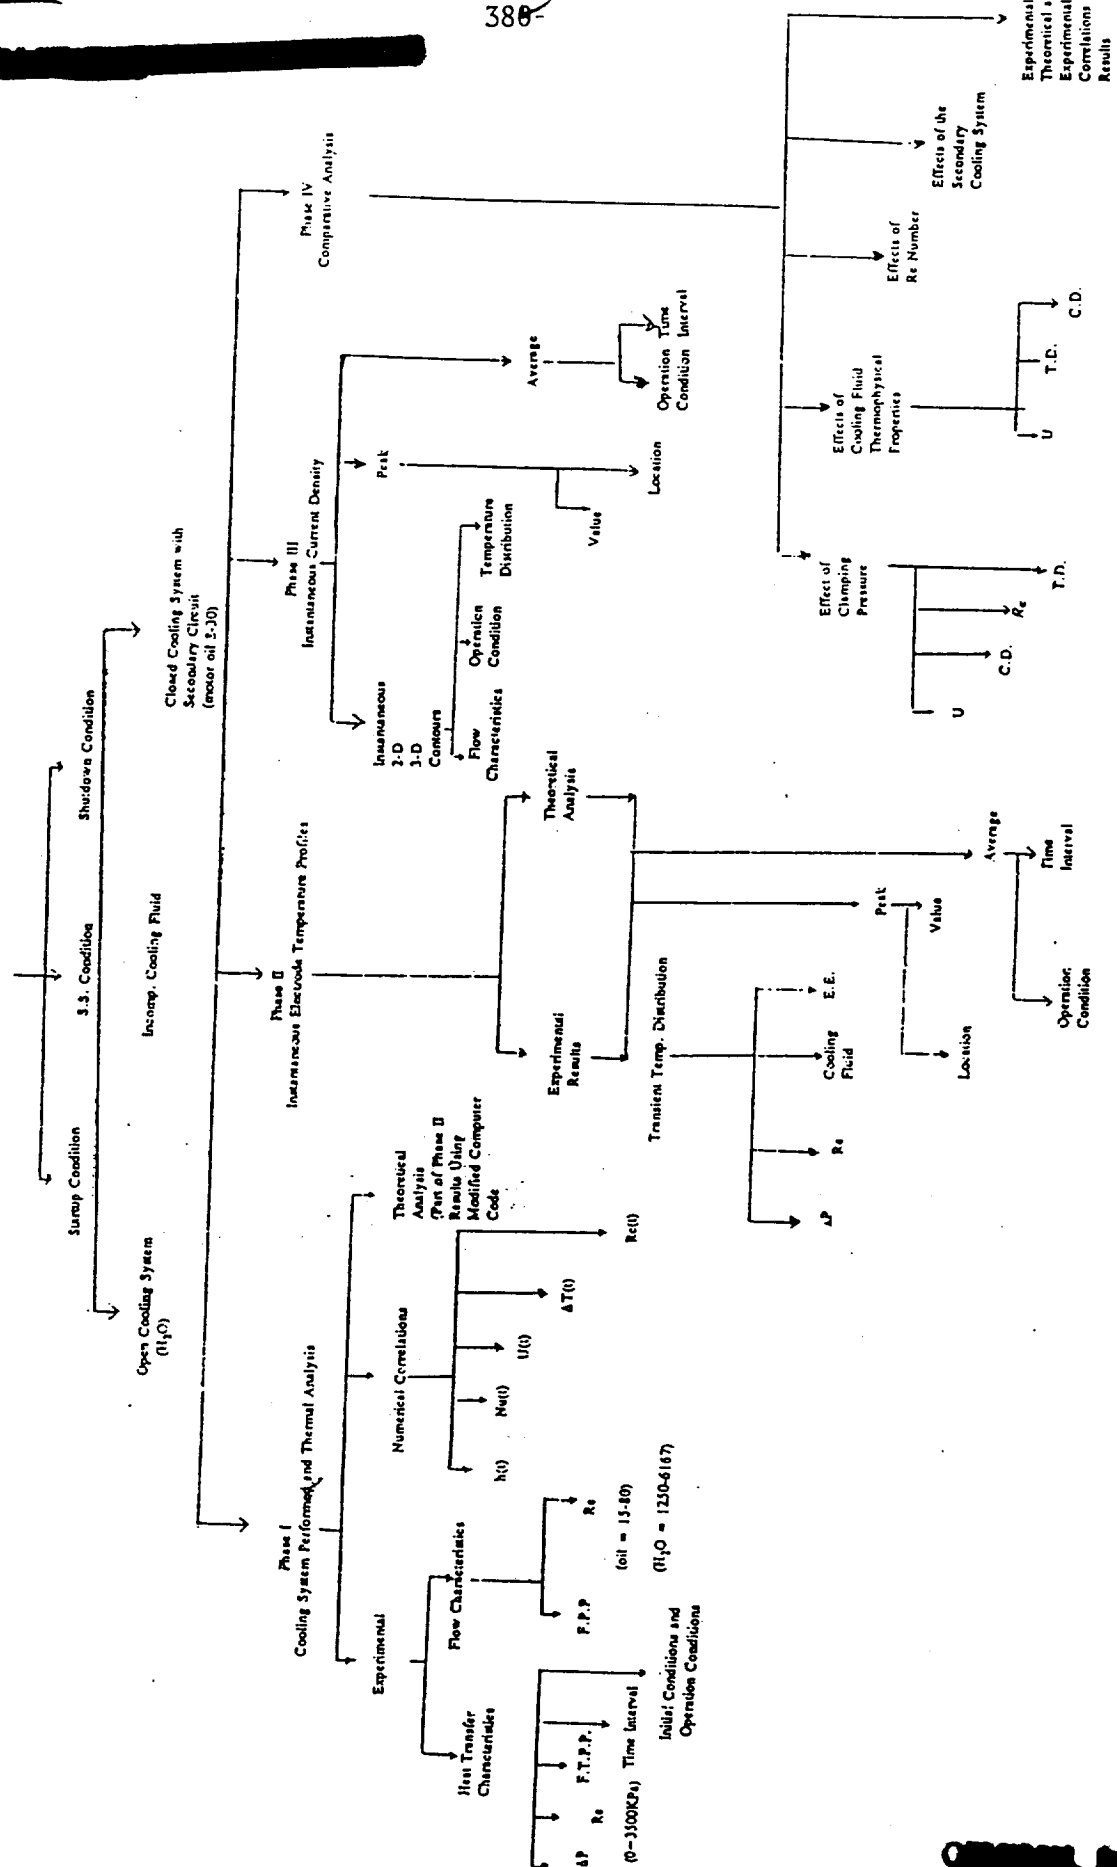 380-
Startup Condition
S.S. Condition
Shutdown Condition
Open Cooling System
(H₂O)
Incomp. Cooling Fluid
Closed Cooling System with
Secondary Circuit
(motor oil
Phase I
Cooling System Performed and Thermal Analysis
Phase II
Instantaneous Electrode Temperature Profiles
Phase III
Instantaneous Current Density
Phase IV
Comparative Analysis
Experimental
Numerical Correlations
Theoretical
Analysis
(Part of Phase II
Results Using
Modified Computer
Code
Heat Transfer
Characteristics
Flow Characteristics
ΔP
Re
F.T.P.P.
Time Interval
(0-3500KPa)
Initial Conditions and
Operation Conditions
F.P.P
Re
(oil = 15-80)
(H₂O = 1250-6167)
h(t)
Nu(t)
U(t)
ΔT(t)
Re(t)
Experimental
Results
Theoretical
Analysis
Transient Temp. Distribution
ΔP
Re
Cooling
Fluid
E.E.
Peak
Location
Value
Average
Operation
Condition
Time
Interval
Instantaneous
2-D
3-D
Contours
Flow
Characteristics
Operation
Condition
Temperature
Distribution
Peak
Value
Location
Average
Operation
Condition
Time
Interval
Effect of
Clamping
Pressure
U
C.D.
Re
T.D.
Effects of
Cooling Fluid
Thermophysical
Properties
U
T.D.
C.D.
Effects of
Re Number
Effects of the
Secondary
Cooling System
Experimental
Theoretical a
Experimental
Correlations
Results